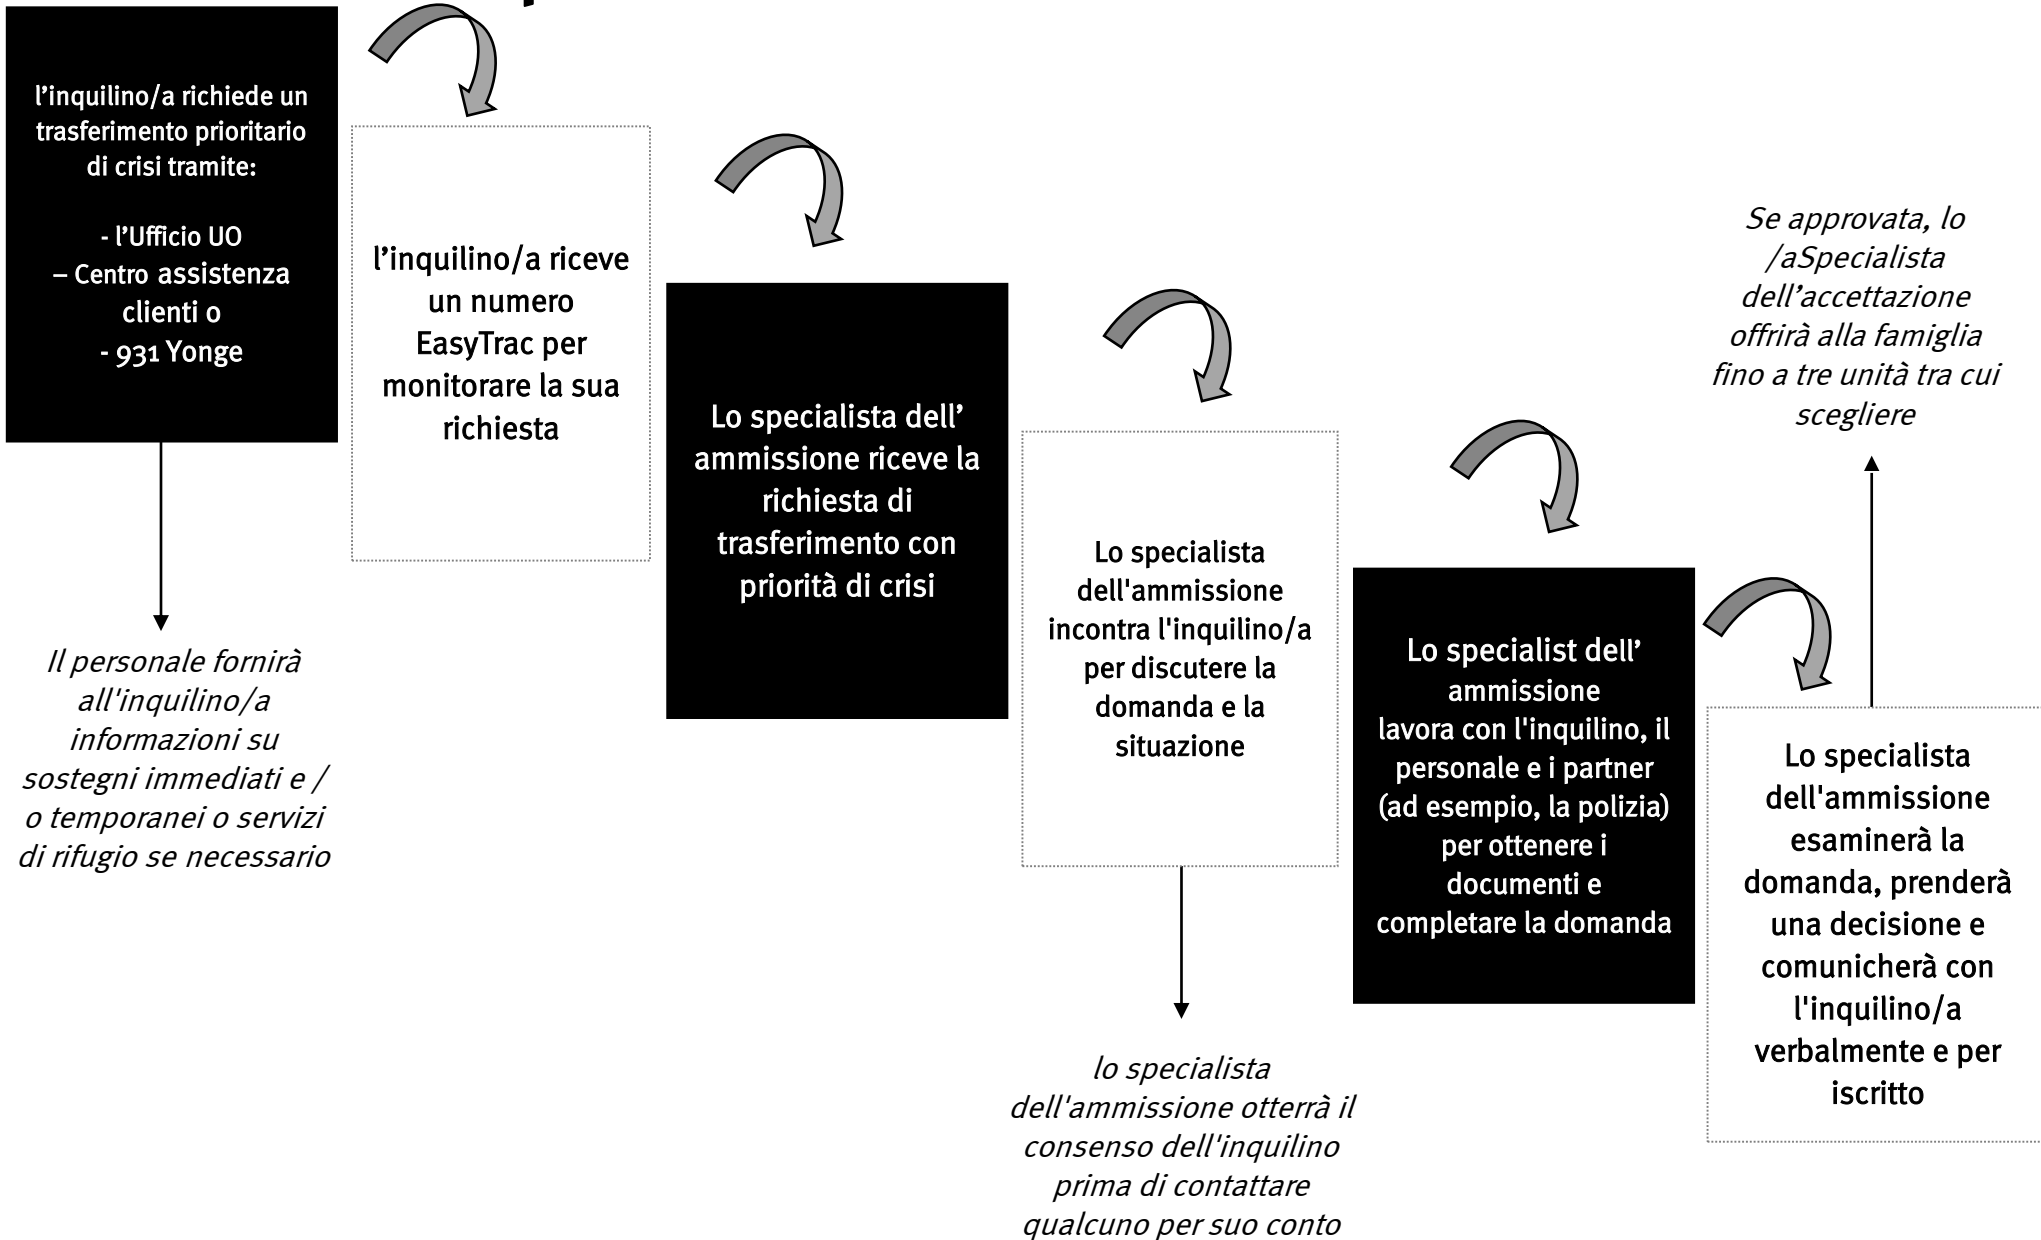 l’inquilino/a richiede un
trasferimento prioritario
di crisi tramite:
- l’Ufficio UO
– Centro assistenza
clienti o
- 931 Yonge
Il personale fornirà
all'inquilino/a
informazioni su
sostegni immediati e /
o temporanei o servizi
di rifugio se necessario
l’inquilino/a riceve
un numero
EasyTrac per
monitorare la sua
richiesta
Lo specialista dell’
ammissione riceve la
richiesta di
trasferimento con
priorità di crisi
Lo specialista
dell'ammissione
incontra l'inquilino/a
per discutere la
domanda e la
situazione
lo specialista
dell'ammissione otterrà il
consenso dell'inquilino
prima di contattare
qualcuno per suo conto
Lo specialist dell’
ammissione
lavora con l'inquilino, il
personale e i partner
(ad esempio, la polizia)
per ottenere i
documenti e
completare la domanda
Lo specialista
dell'ammissione
esaminerà la
domanda, prenderà
una decisione e
comunicherà con
l'inquilino/a
verbalmente e per
iscritto
Se approvata, lo
/aSpecialista
dell’accettazione
offrirà alla famiglia
fino a tre unità tra cui
scegliere